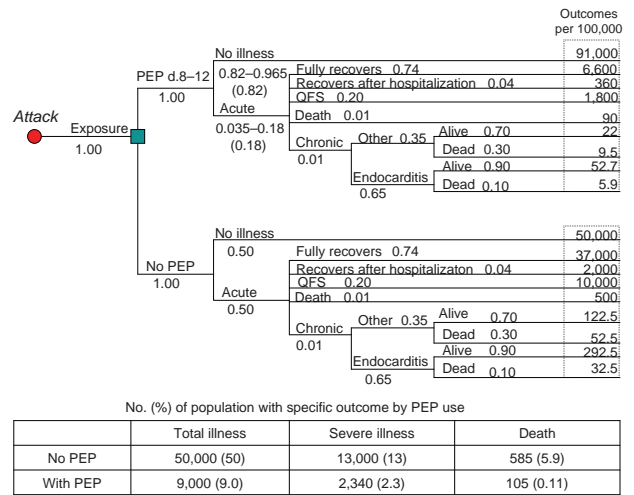 Outcomes
per 100,000
No illness 91,000
PEP d.8–12 0.82–0.965 Fully recovers 0.74 6,600
(0.82) Recovers after hospitalization 0.04 360
1.00 QFS 0.20 1,800
Acute Death 0.01 90
Attack 0.035–0.18 Other 0.35 Alive 0.70 22
Exposure (0.18) Chronic Dead 0.30 9.5
1.00 0.01 Alive 0.90 52.7
Endocarditis Dead 0.10 5.9
0.65
No illness 50,000
0.50 Fully recovers 0.74 37,000
No PEP Recovers after hospitalizaton 0.04 2,000
1.00 QFS 0.20 10,000
Acute Death 0.01 500
0.50 Other 0.35 Alive 0.70 122.5
Chronic Dead 0.30 52.5
0.01 Alive 0.90 292.5
Endocarditis Dead 0.10 32.5
0.65
No. (%) of population with specific outcome by PEP use
Total illness Severe illness Death
No PEP 50,000 (50) 13,000 (13) 585 (5.9)
With PEP 9,000 (9.0) 2,340 (2.3) 105 (0.11)